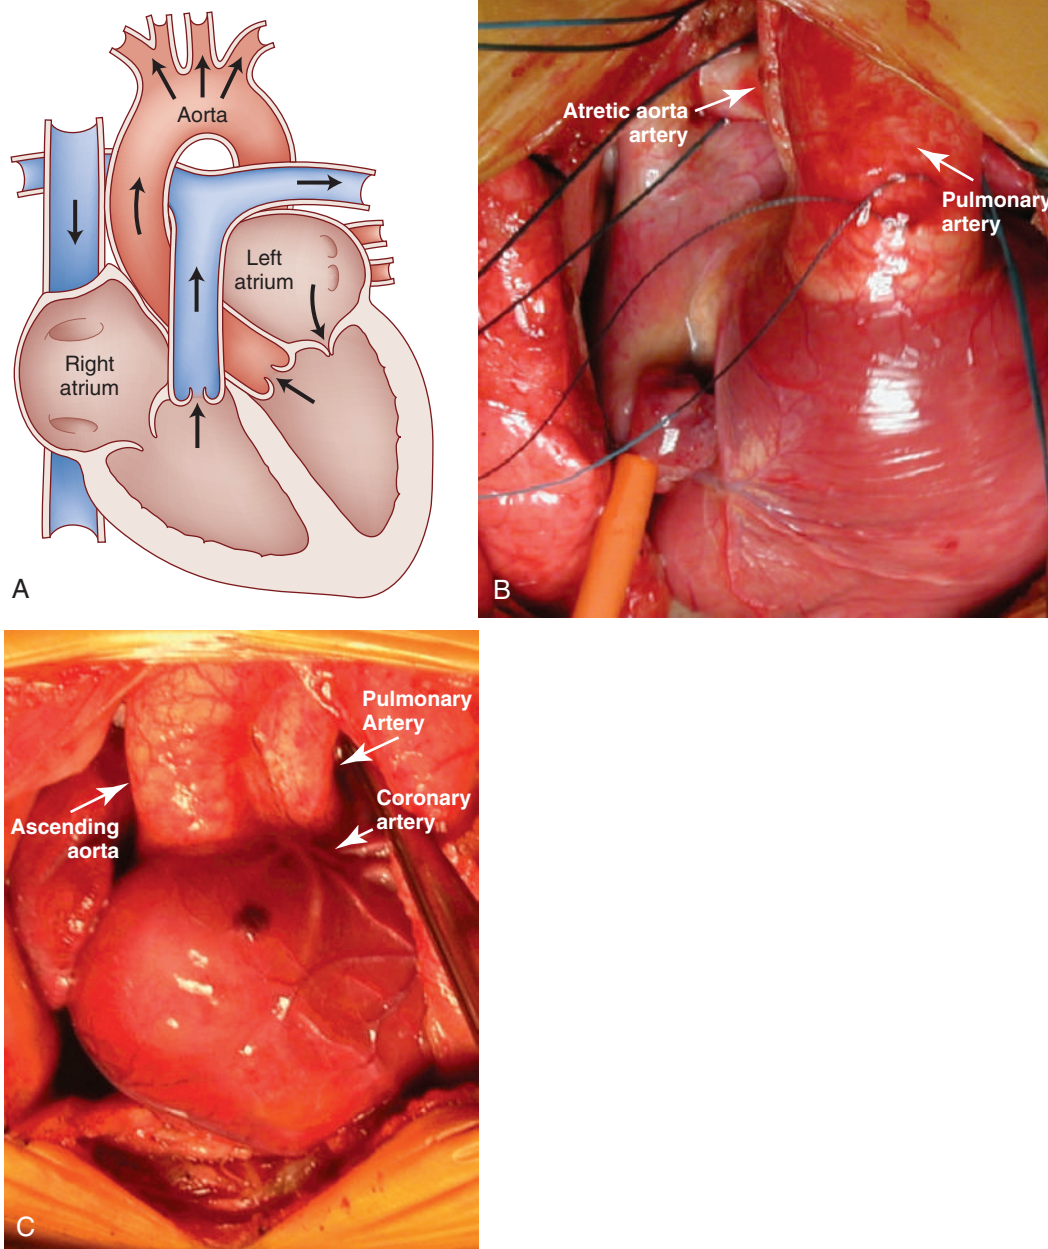 Aorta
Left
atrium
Right
atrium
A
Atretic aorta
artery
Pulmonary
artery
B
Pulmonary
Artery
Coronary
artery
Ascending
aorta
C